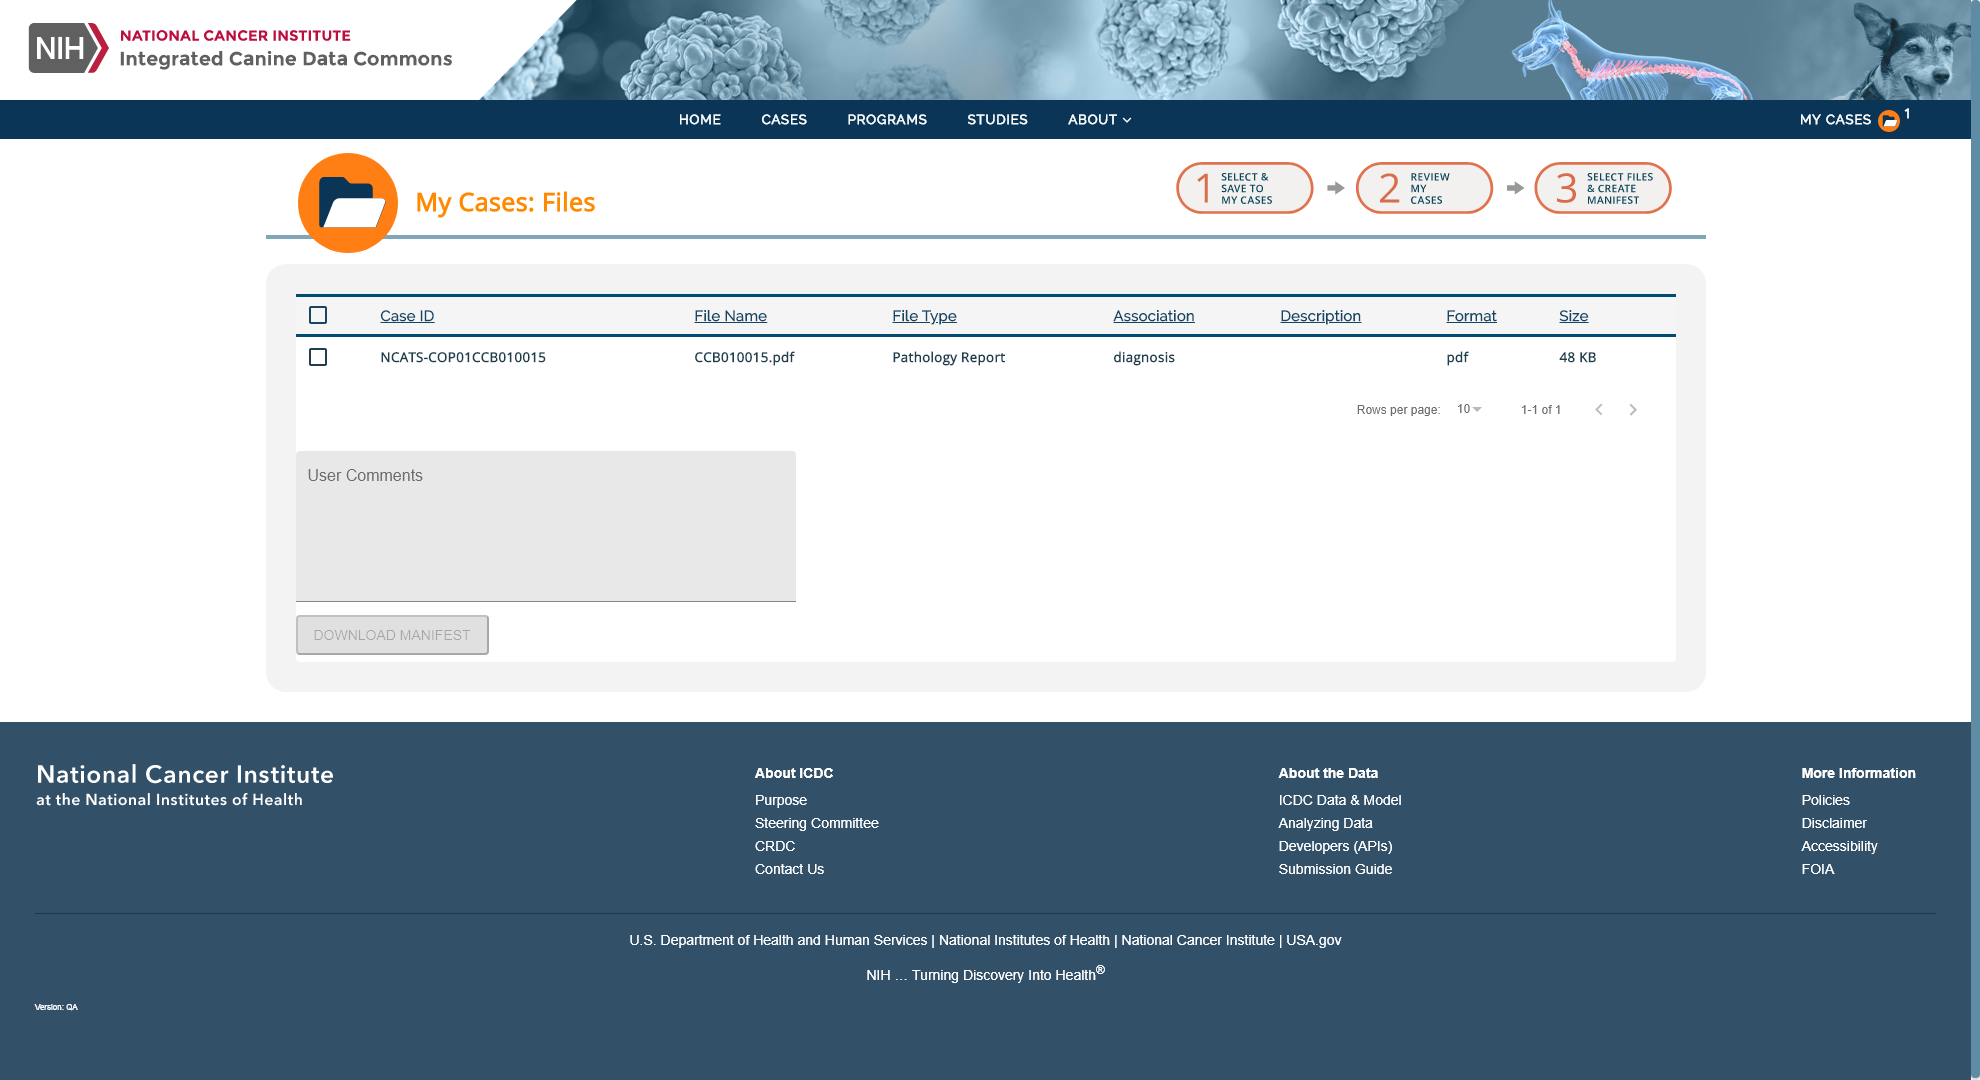 NIH
NATIONAL CANCER INSTITUTE
Integrated Canine Data Commons
HOME CASES PROGRAMS STUDIES ABOUT MY CASES 1
My Cases: Files
1 SELECT & SAVE TO MY CASES
2 REVIEW MY CASES
3 SELECT FILES & CREATE MANIFEST
Case ID File Name File Type Association Description Format Size
NCATS-COP01CCB010015 CCB010015.pdf Pathology Report diagnosis pdf 48 KB
Rows per page: 10 1-1 of 1
User Comments
DOWNLOAD MANIFEST
National Cancer Institute
at the National Institutes of Health
About ICDC
Purpose
Steering Committee
CRDC
Contact Us
About the Data
ICDC Data & Model
Analyzing Data
Developers (APIs)
Submission Guide
More Information
Policies
Disclaimer
Accessibility
FOIA
U.S. Department of Health and Human Services | National Institutes of Health | National Cancer Institute | USA.gov
NIH … Turning Discovery Into Health®
Version: QA